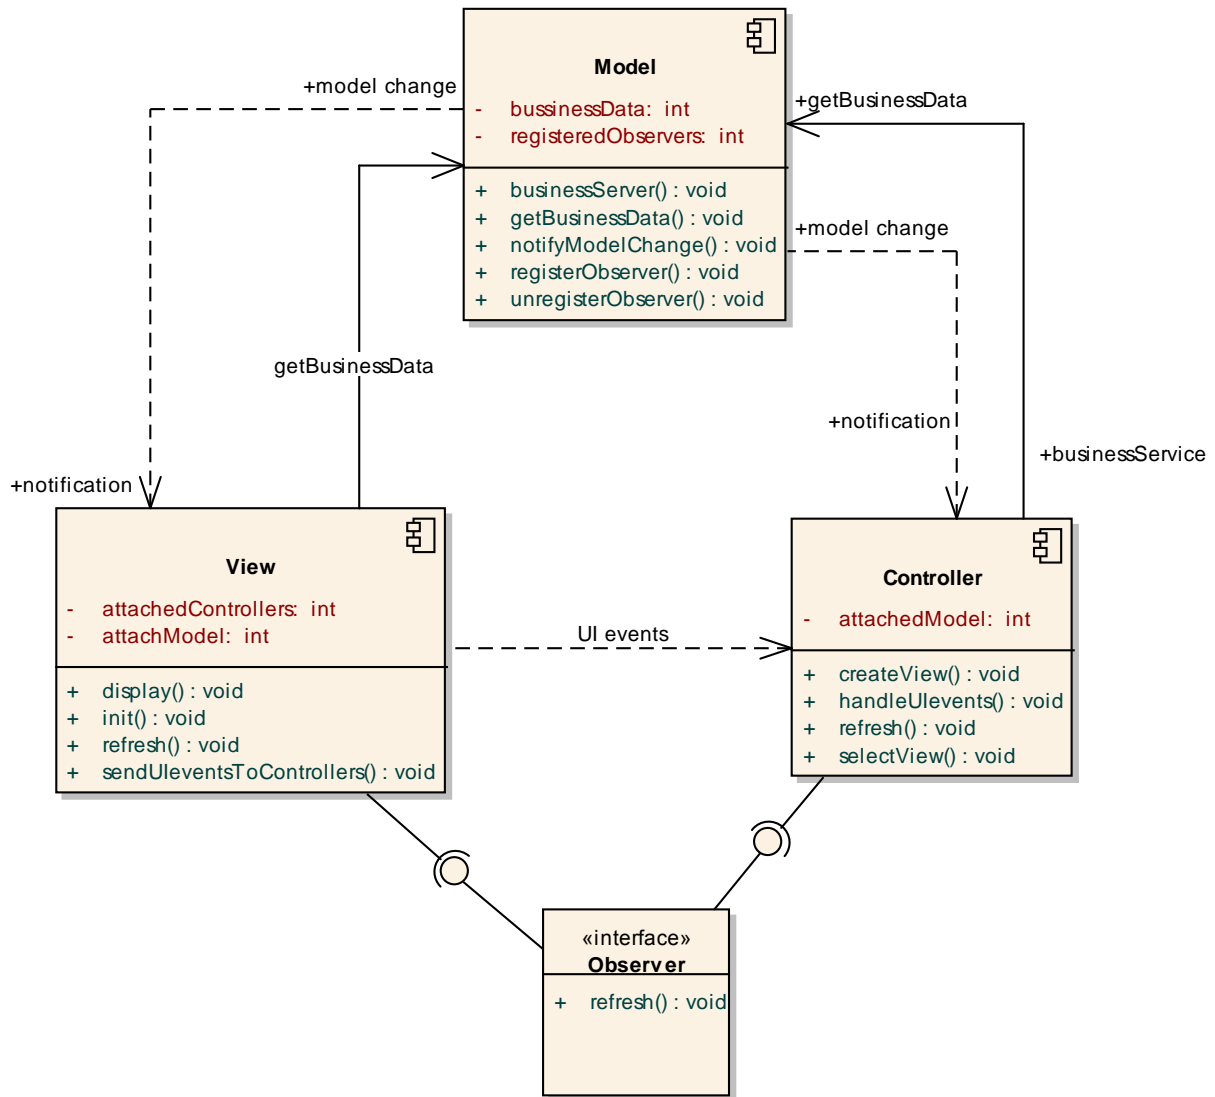 Model
+model change
- bussinessData: int
+getBusinessData
- registeredObservers: int
+ businessServer() : void
+ getBusinessData() : void
+model change
+ notifyModelChange() : void
+ registerObserver() : void
+ unregisterObserver() : void
getBusinessData
+notification
+businessService
+notification
View
Controller
- attachedControllers: int
- attachModel: int
- attachedModel: int
UI events
+ display() : void
+ init() : void
+ refresh() : void
+ sendUIeventsToControllers() : void
+ createView() : void
+ handleUIevents() : void
+ refresh() : void
+ selectView() : void
«interface»
Observer
+ refresh() : void